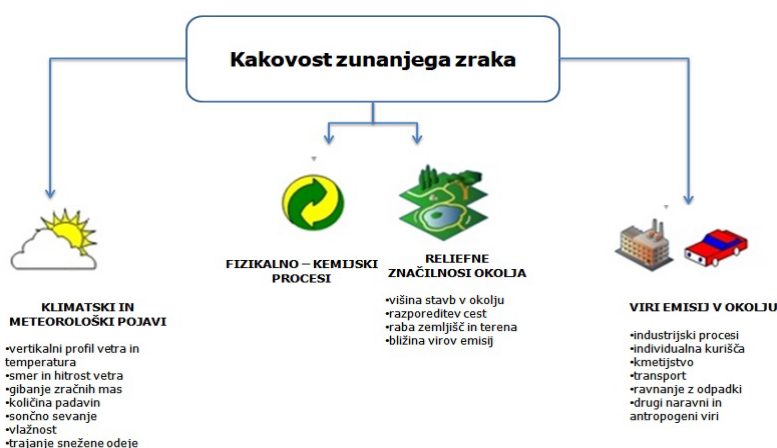 Kakovost zunanjega zraka
KLIMATSKI IN
METEOROLOŠKI POJAVI
•vertikalni profil vetra in
temperatura
•smer in hitrost vetra
•gibanje zračnih mas
•količina padavin
•sončno sevanje
•vlažnost
•trajanje snežene odeje
FIZIKALNO – KEMIJSKI
PROCESI
RELIEFNE
ZNAČILNOSI OKOLJA
•višina stavb v okolju
•razporeditev cest
•raba zemljišč in terena
•bližina virov emisij
VIRI EMISIJ V OKOLJU
•industrijski procesi
•individualna kurišča
•kmetijstvo
•transport
•ravnanje z odpadki
•drugi naravni in
antropogeni viri